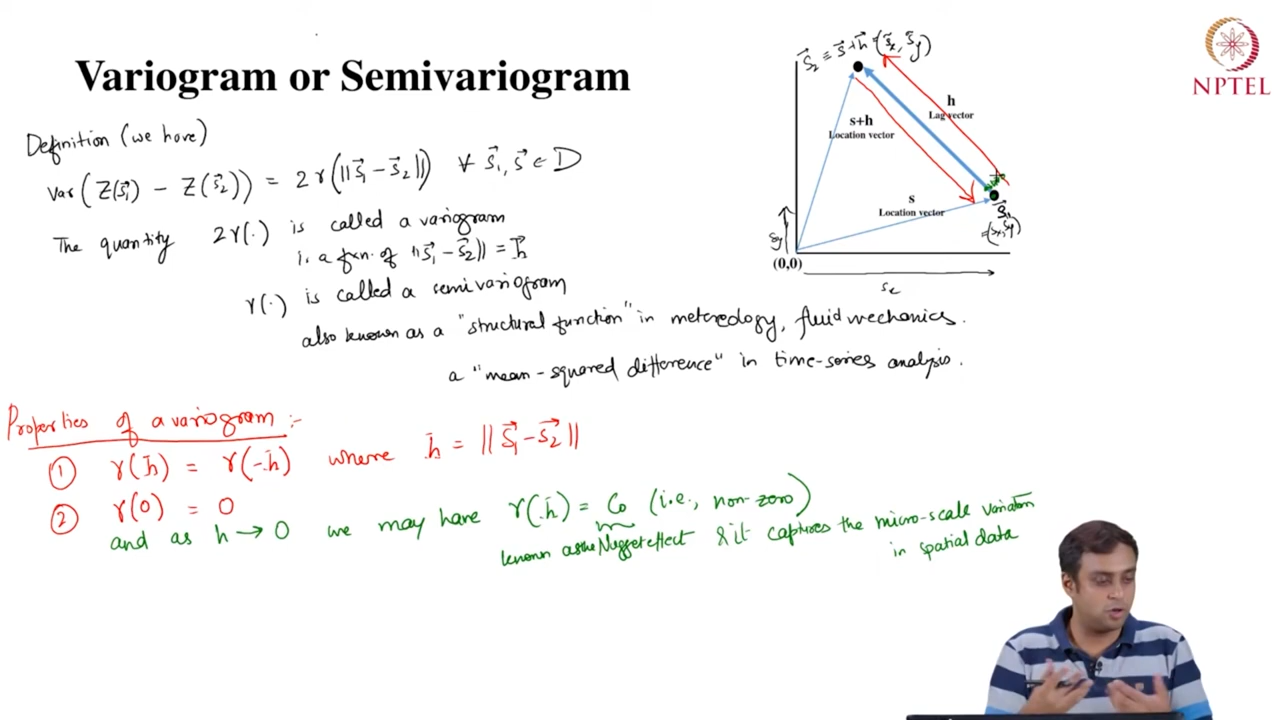 Variogram or Semivariogram
NPTEL
Definition (we have)
Var (Z(s⃗₁) − Z(s⃗₂)) = 2γ(||s⃗₁ − s⃗₂||) ∀ s⃗₁, s⃗ ∈ D
The quantity 2γ(·) is called a variogram
is a fxn. of ||s⃗₁ − s⃗₂|| = h
γ(·) is called a semivariogram
also known as a "structural function" in metereology, fluid mechanics.
a "mean-squared difference" in time-series analysis.
s⃗₂ ≡ s⃗+h⃗
h
Lag vector
s+h
Location vector
s
Location vector
(0,0)
Properties of a variogram :-
① γ(h) = γ(-h) where h = ||s⃗₁ − s⃗₂||
② γ(0) = 0
and as h → 0 we may have γ(h) = C₀ (i.e., non-zero)
known as the Nugget effect & it captures the micro-scale variation
in spatial data